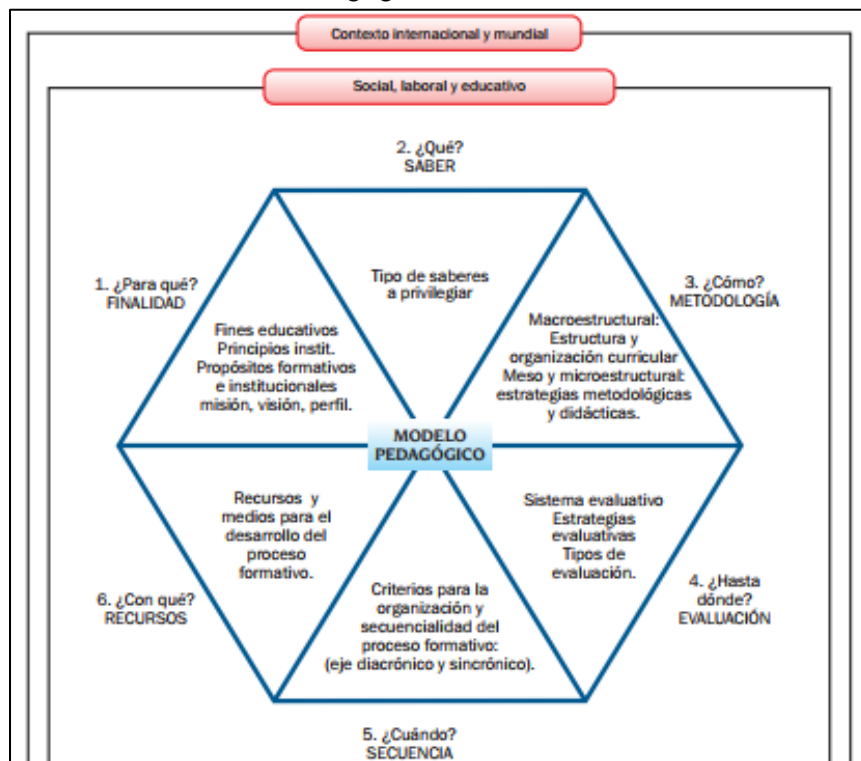 Contexto internacional y mundial
Social, laboral y educativo
2. ¿Qué?
SABER
1. ¿Para qué?
FINALIDAD
Tipo de saberes
a privilegiar
3. ¿Cómo?
METODOLOGÍA
Fines educativos
Principios instit.
Propósitos formativos
e institucionales
misión, visión, perfil.
Macroestructural:
Estructura y
organización curricular
Meso y microestructural:
estrategias metodológicas
y didácticas.
MODELO
PEDAGÓGICO
Recursos y
medios para el
desarrollo del
proceso
formativo.
Sistema evaluativo
Estrategias
evaluativas
Tipos de
evaluación.
6. ¿Con qué?
RECURSOS
Criterios para la
organización y
secuencialidad del
proceso formativo:
(eje diacrónico y sincrónico).
4. ¿Hasta
dónde?
EVALUACIÓN
5. ¿Cuándo?
SECUENCIA